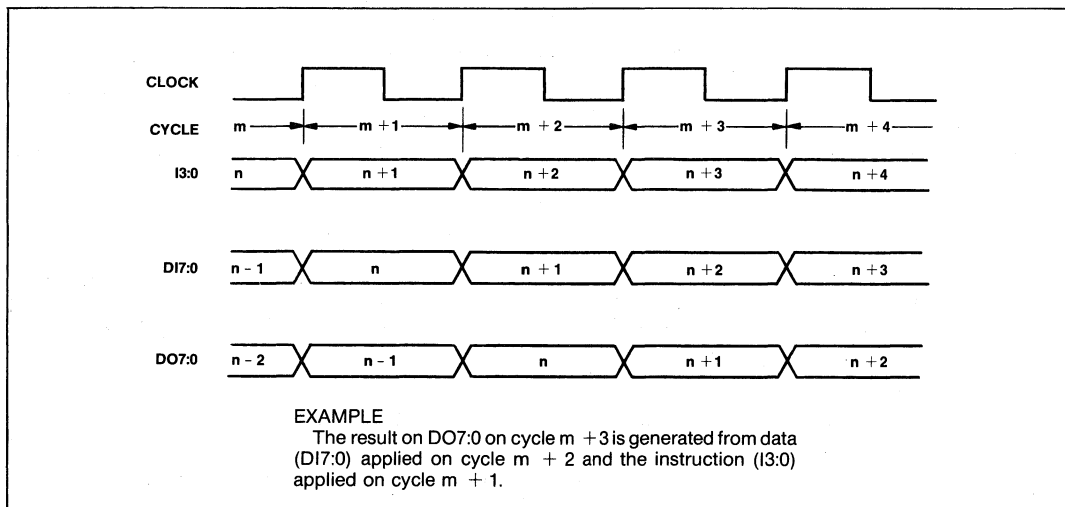 CLOCK
CYCLE m m + 1 m + 2 m + 3 m + 4
I3:0 n n + 1 n + 2 n + 3 n + 4
DI7:0 n - 1 n n + 1 n + 2 n + 3
DO7:0 n - 2 n - 1 n n + 1 n + 2
EXAMPLE
The result on DO7:0 on cycle m +3 is generated from data
(DI7:0) applied on cycle m + 2 and the instruction (I3:0)
applied on cycle m + 1.